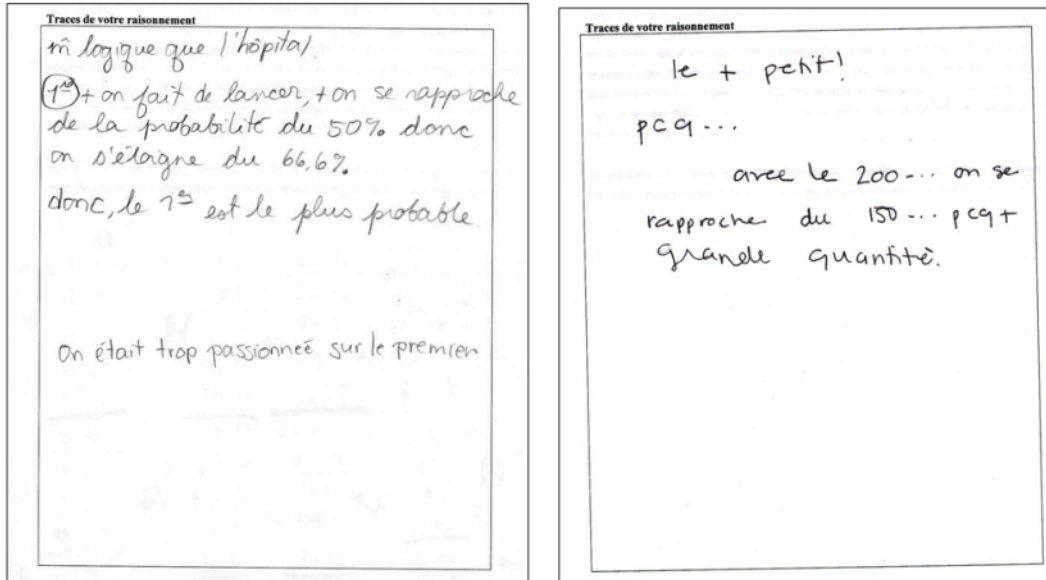 Traces de votre raisonnement
m̂ logique que l'hôpital.
1er + on fait de lancer, + on se rapproche
de la probabilité du 50% donc
on s'éloigne du 66,6%.
donc, le 1er est le plus probable
On était trop passionneé sur le premier
Traces de votre raisonnement
le + petit!
pcq...
avec le 200... on se
rapproche du 150... pcq +
grande quantité.